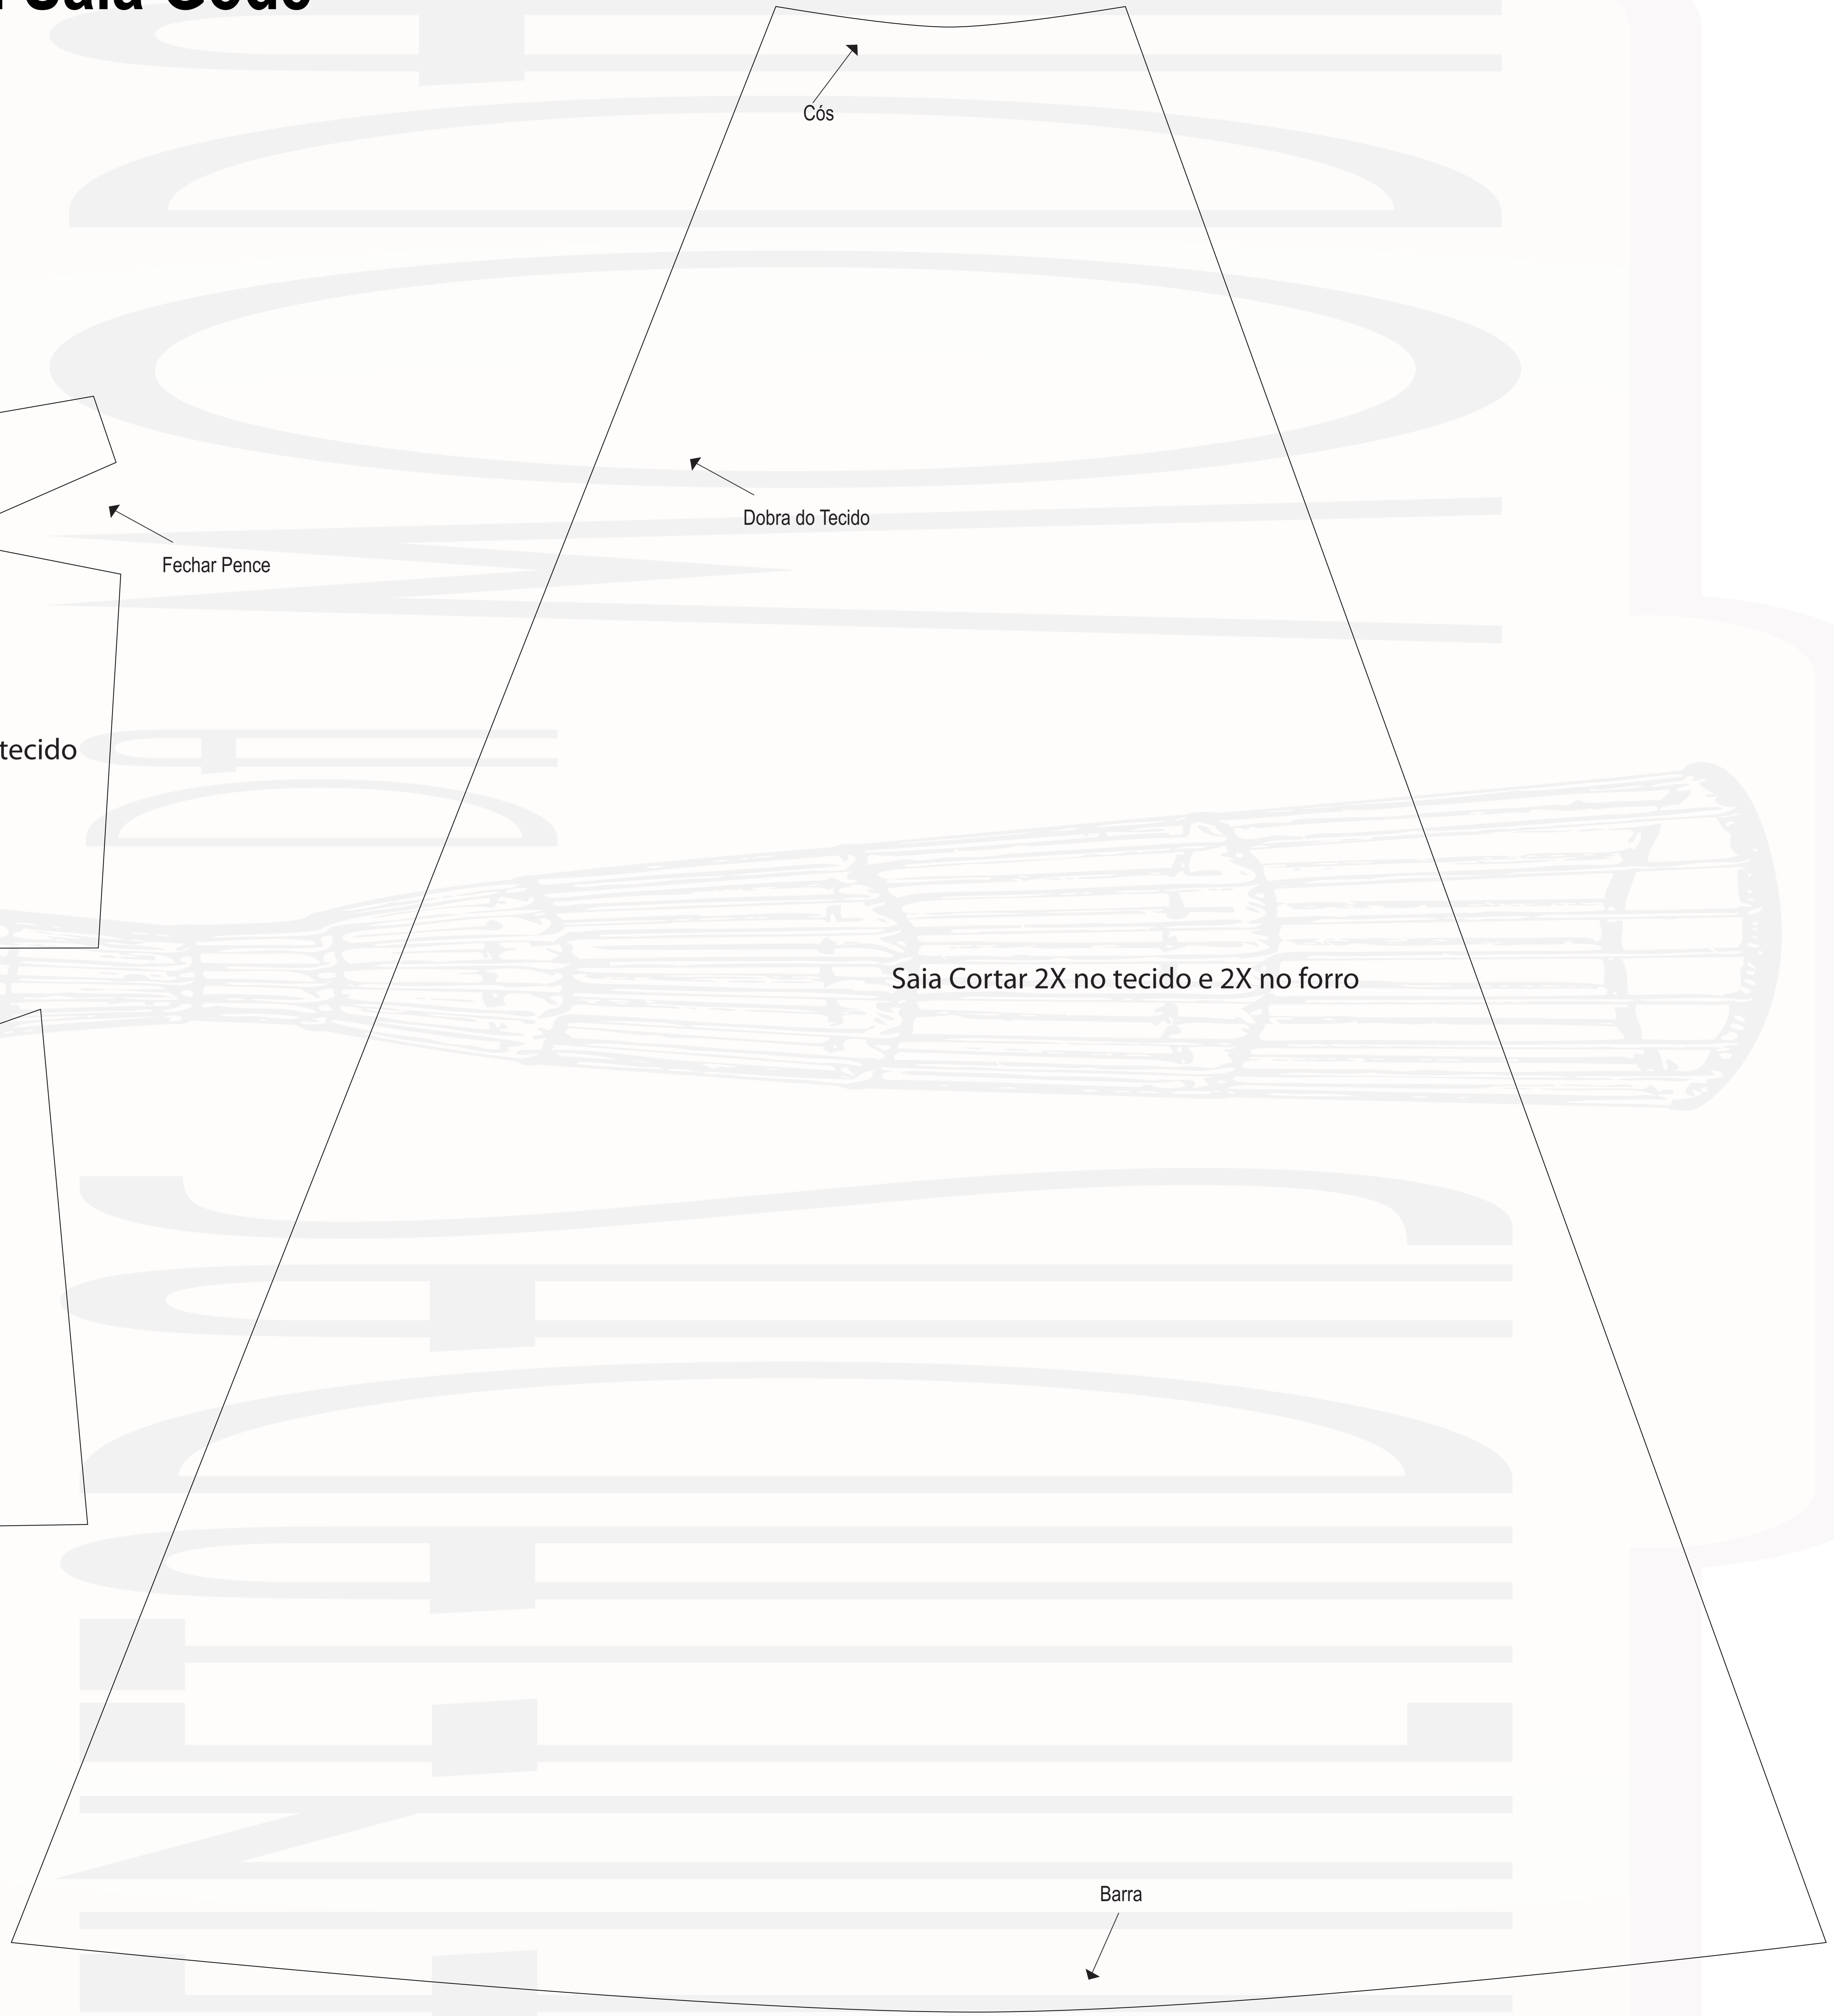 Saia Godê
Cós
Dobra do Tecido
Fechar Pence
tecido
Saia Cortar 2X no tecido e 2X no forro
Barra